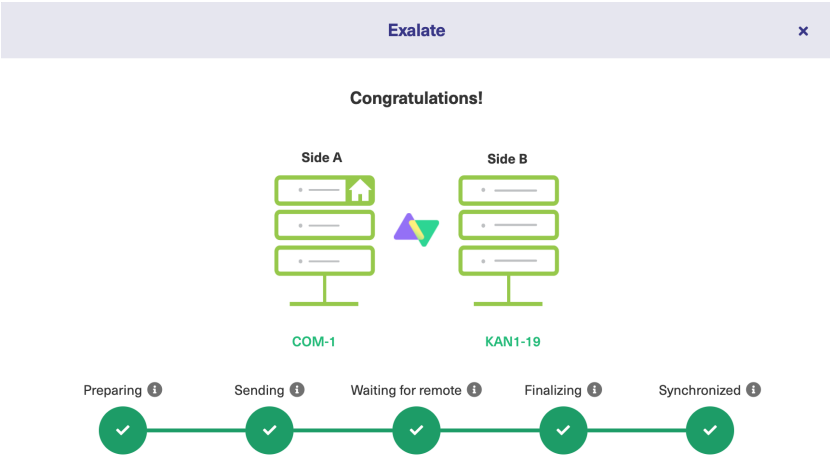 Exalate
Congratulations!
Side A
Side B
COM-1
KAN1-19
Preparing
Sending
Waiting for remote
Finalizing
Synchronized